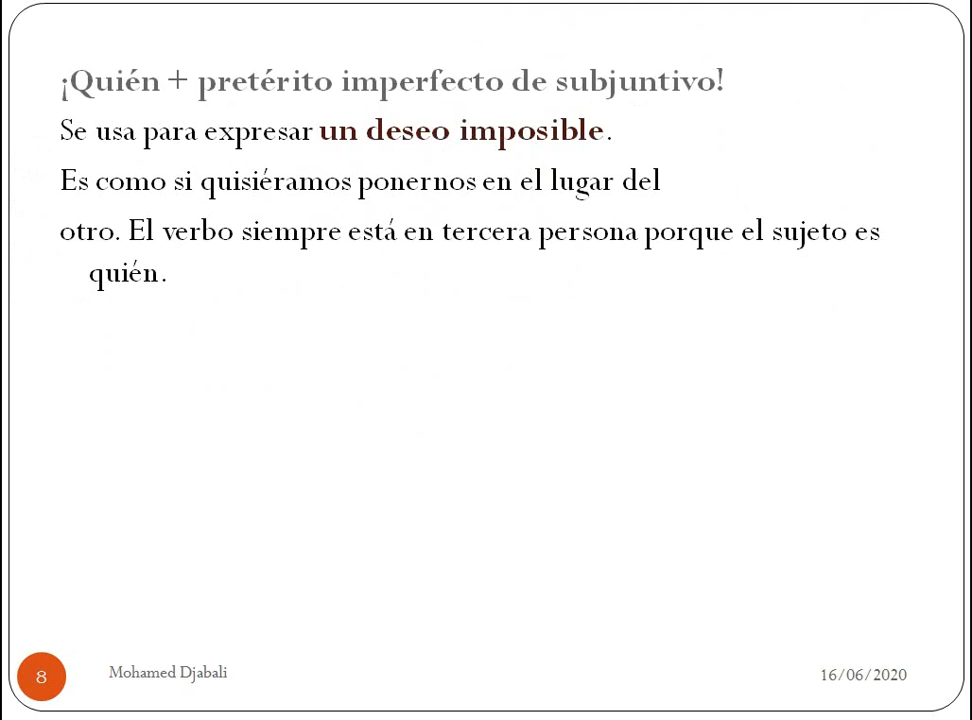 ¡Quién + pretérito imperfecto de subjuntivo!
Se usa para expresar un deseo imposible.
Es como si quisiéramos ponernos en el lugar del
otro. El verbo siempre está en tercera persona porque el sujeto es
quién.
8
Mohamed Djabali
16/06/2020